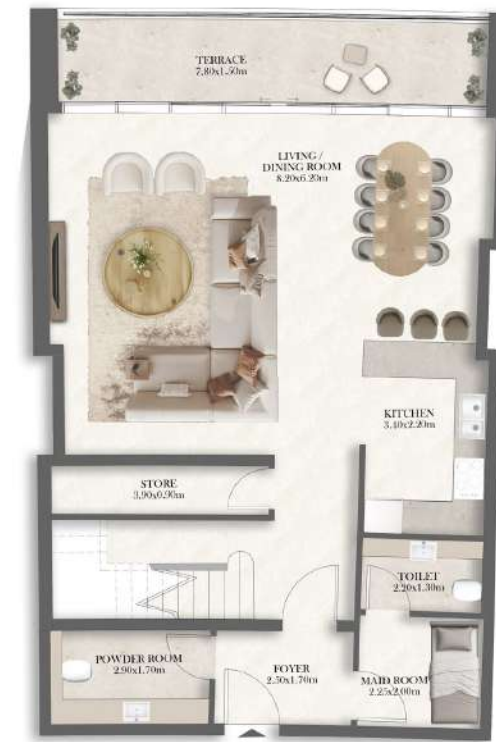 TERRACE
7.80x1.50m
LIVING /
DINING ROOM
8.20x6.20m
KITCHEN
3.40x2.20m
STORE
3.90x0.90m
TOILET
2.20x1.30m
POWDER ROOM
2.90x1.70m
FOYER
2.50x1.70m
MAID ROOM
2.25x2.00m